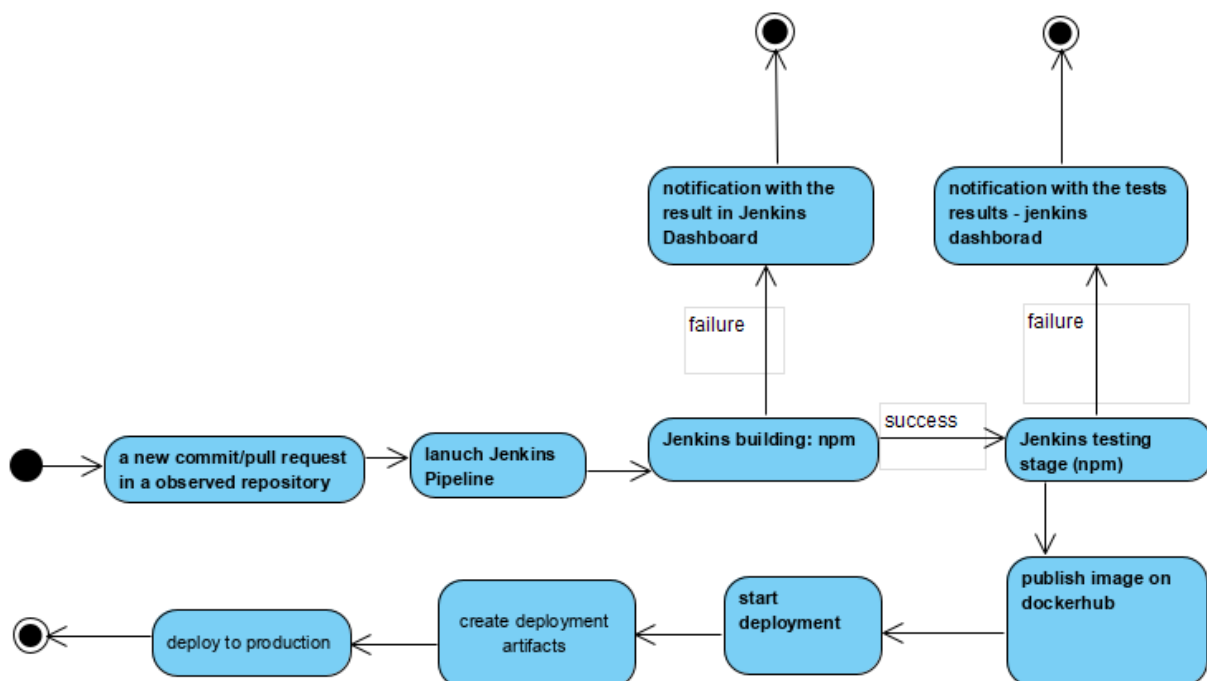 notification with the
result in Jenkins
Dashboard
notification with the tests
results - jenkins
dashborad
failure
failure
a new commit/pull request
in a observed repository
lanuch Jenkins
Pipeline
Jenkins building: npm
success
Jenkins testing
stage (npm)
deploy to production
create deployment
artifacts
start
deployment
publish image on
dockerhub